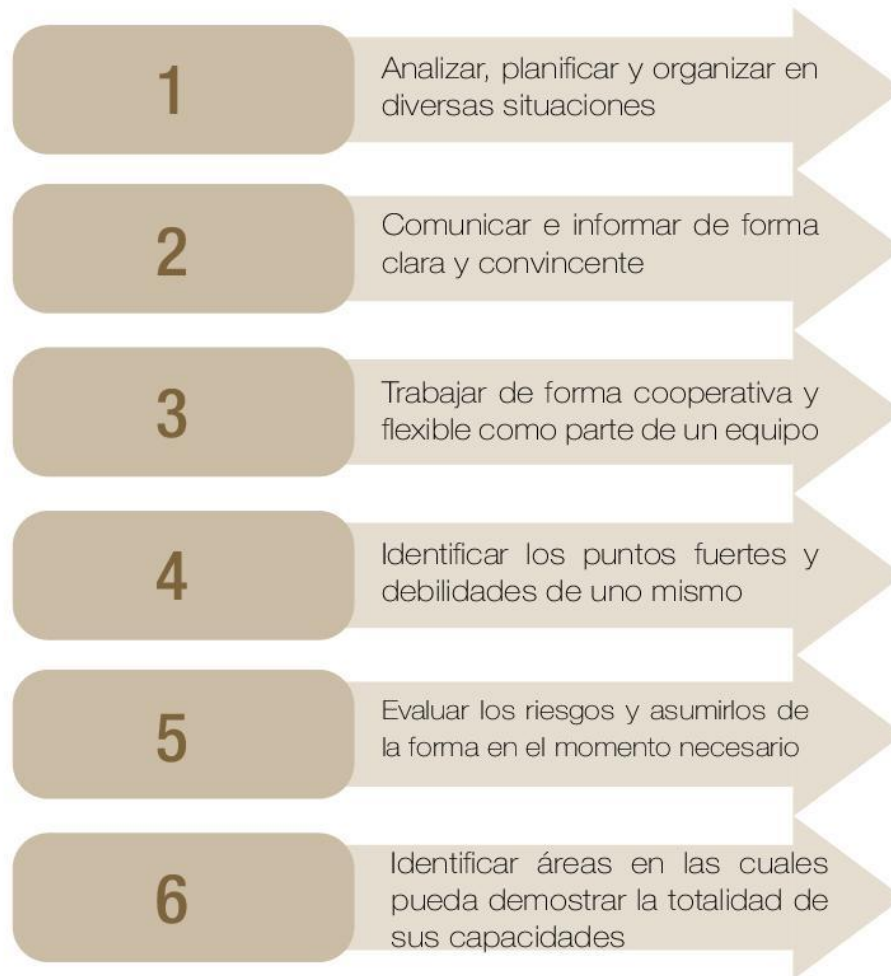 1
Analizar, planificar y organizar en
diversas situaciones
2
Comunicar e informar de forma
clara y convincente
3
Trabajar de forma cooperativa y
flexible como parte de un equipo
4
Identificar los puntos fuertes y
debilidades de uno mismo
5
Evaluar los riesgos y asumirlos de
la forma en el momento necesario
6
Identificar áreas en las cuales
pueda demostrar la totalidad de
sus capacidades